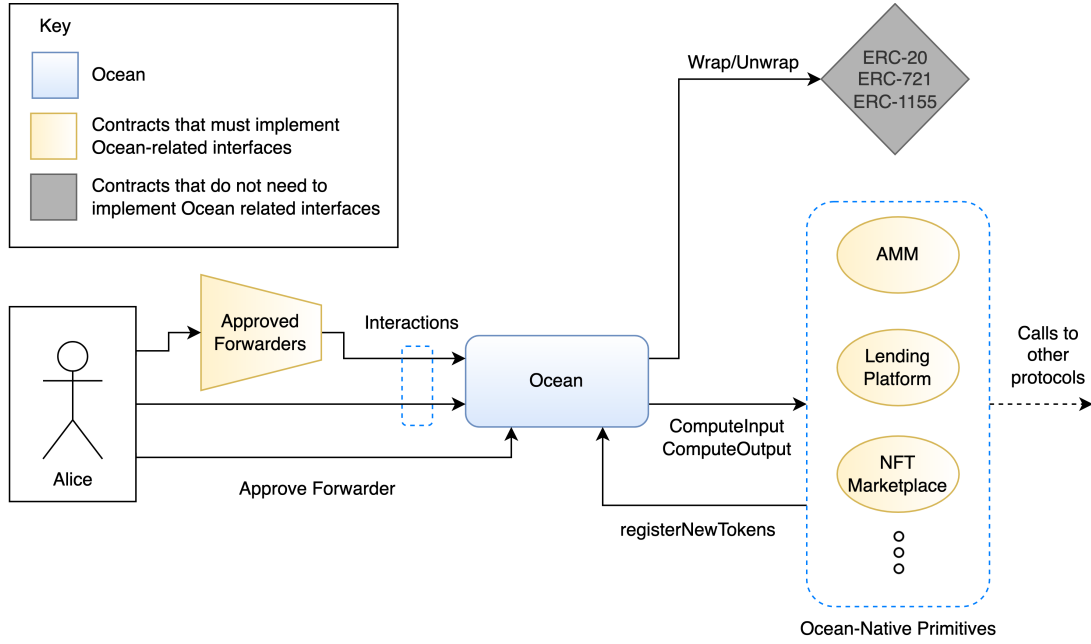 Key
Ocean
Contracts that must implement
Ocean-related interfaces
Contracts that do not need to
implement Ocean related interfaces
Wrap/Unwrap
ERC-20
ERC-721
ERC-1155
Alice
Approved
Forwarders
Interactions
Approve Forwarder
Ocean
ComputeInput
ComputeOutput
registerNewTokens
AMM
Lending
Platform
NFT
Marketplace
Ocean-Native Primitives
Calls to
other
protocols